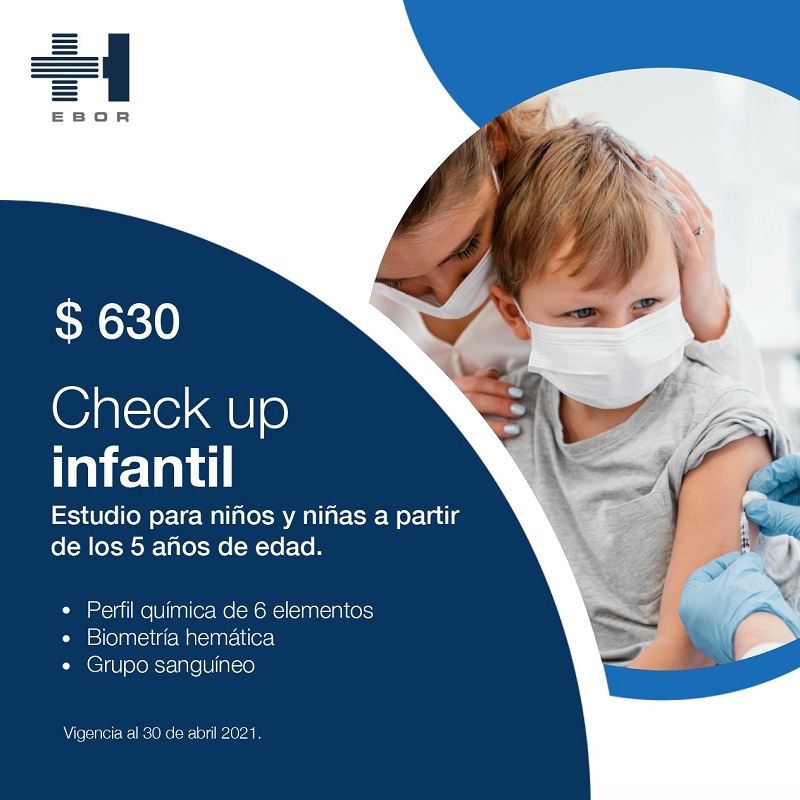 EBOR
$ 630
Check up
infantil
Estudio para niños y niñas a partir
de los 5 años de edad.
• Perfil química de 6 elementos
• Biometría hemática
• Grupo sanguíneo
Vigencia al 30 de abril 2021.